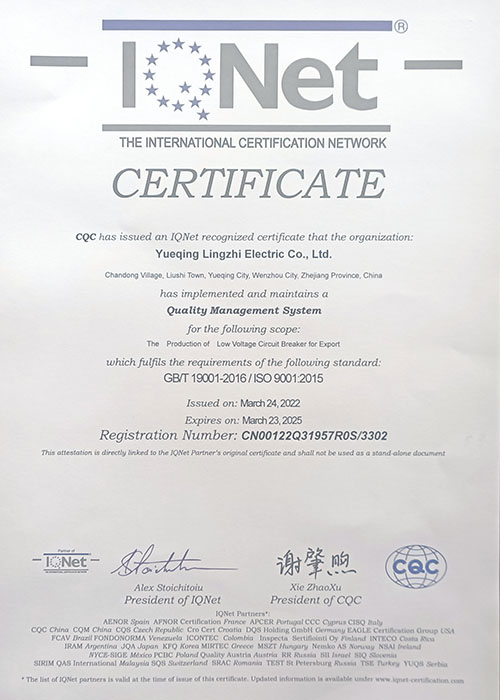 IQNet®
THE INTERNATIONAL CERTIFICATION NETWORK
CERTIFICATE
CQC has issued an IQNet recognized certificate that the organization:
Yueqing Lingzhi Electric Co., Ltd.
Chandong Village, Liushi Town, Yueqing City, Wenzhou City, Zhejiang Province, China
has implemented and maintains a
Quality Management System
for the following scope:
The Production of Low Voltage Circuit Breaker for Export
which fulfils the requirements of the following standard:
GB/T 19001-2016 / ISO 9001:2015
Issued on: March 24, 2022
Expires on: March 23, 2025
Registration Number: CN00122Q31957R0S/3302
This attestation is directly linked to the IQNet Partner's original certificate and shall not be used as a stand-alone document
Partner of
IQNet
谢肇煦
CQC
Alex Stoichitoiu
President of IQNet
Xie ZhaoXu
President of CQC
IQNet Partners*:
AENOR Spain AFNOR Certification France APCER Portugal CCC Cyprus CISQ Italy
CQC China CQM China CQS Czech Republic Cro Cert Croatia DQS Holding GmbH Germany EAGLE Certification Group USA
FCAV Brazil FONDONORMA Venezuela ICONTEC Colombia Inspecta Sertifiointi Oy Finland INTECO Costa Rica
IRAM Argentina JQA Japan KFQ Korea MIRTEC Greece MSZT Hungary Nemko AS Norway NSAI Ireland
NYCE-SIGE México PCBC Poland Quality Austria Austria RR Russia SII Israel SIQ Slovenia
SIRIM QAS International Malaysia SQS Switzerland SRAC Romania TEST St Petersburg Russia TSE Turkey YUQS Serbia
* The list of IQNet partners is valid at the time of issue of this certificate. Updated information is available under www.iqnet-certification.com